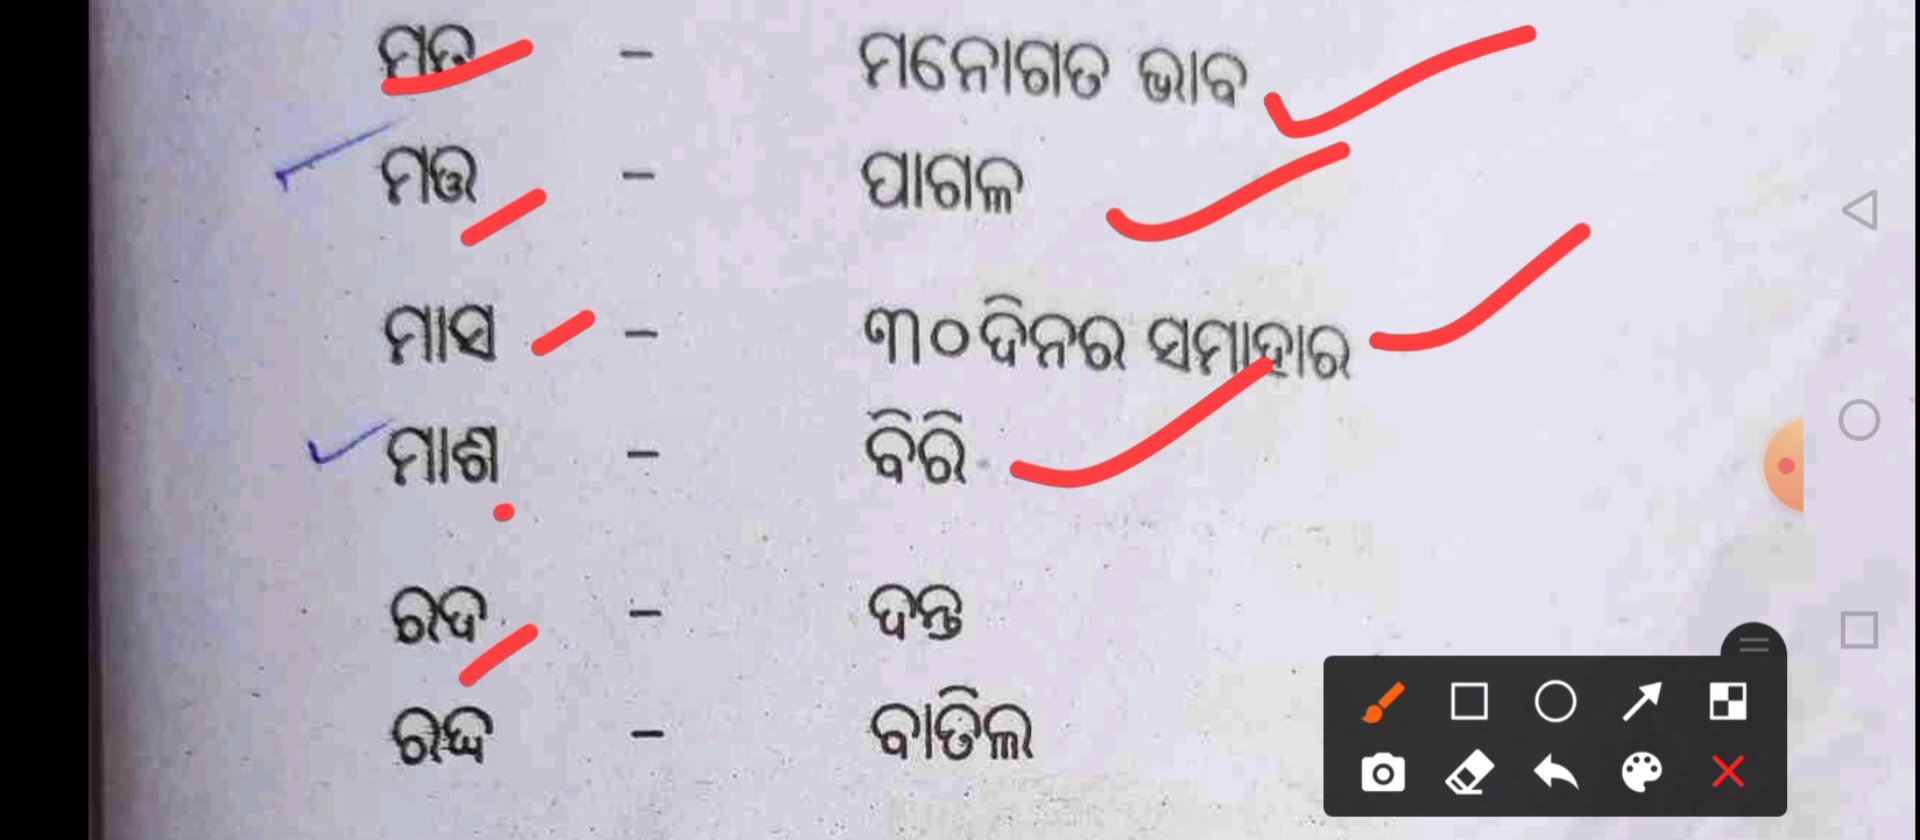 ମତ - ମନୋଗତ ଭାବ
ମତ୍ତ - ପାଗଳ
ମାସ - ୩୦ଦିନର ସମାହାର
ମାଶ - ବିରି
ରଦ - ଦନ୍ତ
ରଦ୍ଦ - ବାତିଲ